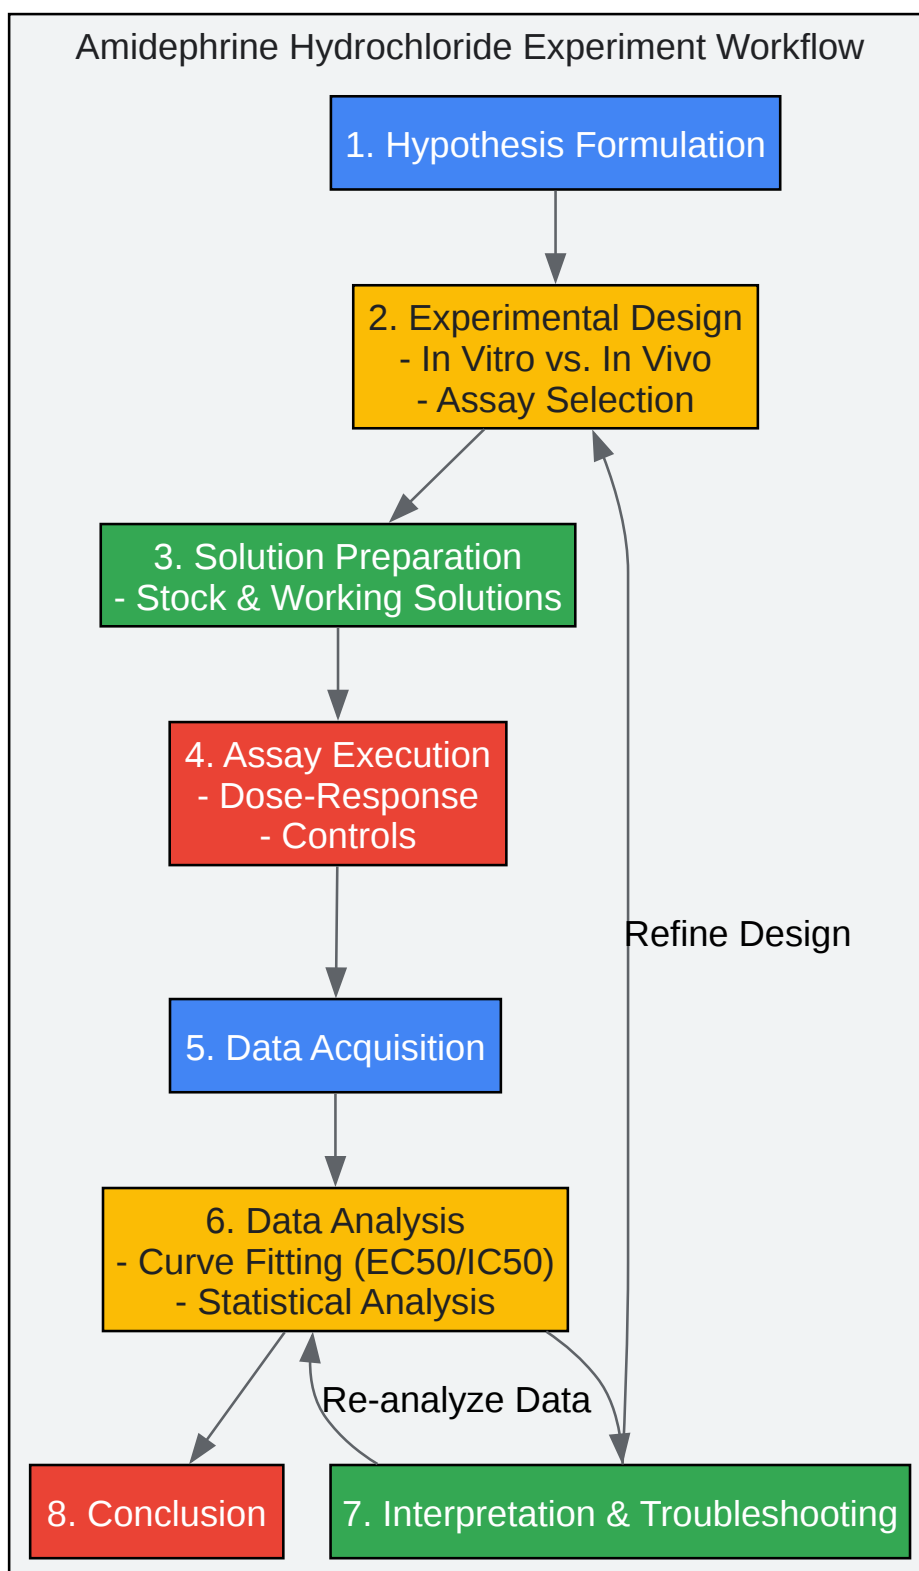 Amidephrine Hydrochloride Experiment Workflow
1. Hypothesis Formulation
2. Experimental Design
- In Vitro vs. In Vivo
- Assay Selection
3. Solution Preparation
- Stock & Working Solutions
4. Assay Execution
- Dose-Response
- Controls
Refine Design
5. Data Acquisition
6. Data Analysis
- Curve Fitting (EC50/IC50)
- Statistical Analysis
Re-analyze Data
8. Conclusion
7. Interpretation & Troubleshooting